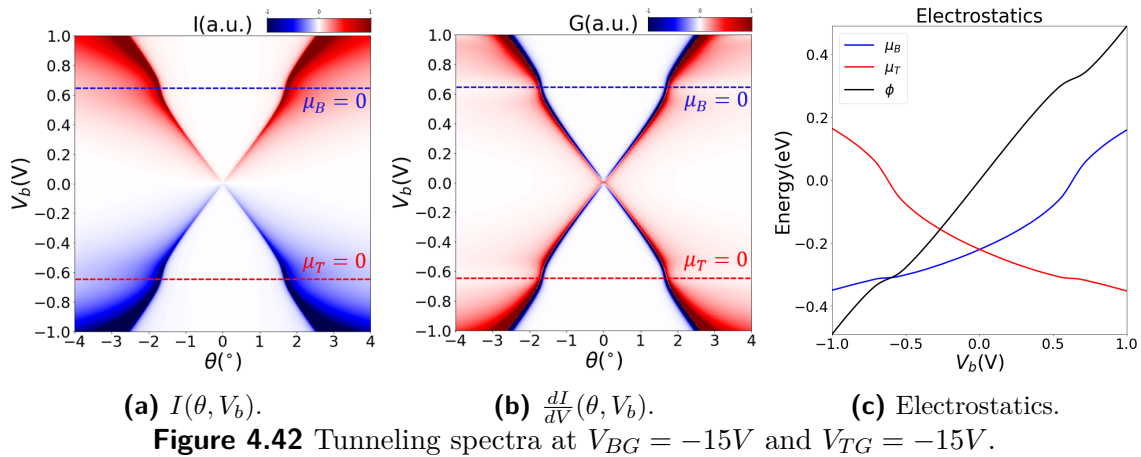 I(a.u.)
-1 0 1
1.0
0.8
0.6
0.4
0.2
0.0
−0.2
−0.4
−0.6
−0.8
−1.0
V_b(V)
μ_B = 0
μ_T = 0
−4 −3 −2 −1 0 1 2 3 4
θ(°)
G(a.u.)
-1 0 1
1.0
0.8
0.6
0.4
0.2
0.0
−0.2
−0.4
−0.6
−0.8
−1.0
V_b(V)
μ_B = 0
μ_T = 0
−4 −3 −2 −1 0 1 2 3 4
θ(°)
Electrostatics
μ_B
μ_T
ϕ
0.4
0.2
0.0
−0.2
−0.4
Energy(eV)
−1.0 −0.5 0.0 0.5 1.0
V_b(V)
(a) I(θ, V_b). (b) dI/dV(θ, V_b). (c) Electrostatics.
Figure 4.42 Tunneling spectra at V_BG = −15V and V_TG = −15V.